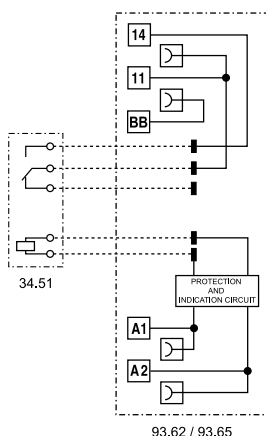 14
11
BB
34.51
PROTECTION
AND
INDICATION CIRCUIT
A1
A2
93.62 / 93.65